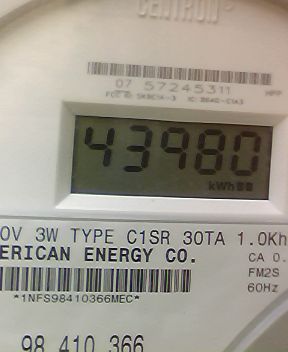 CENTRON
07 57245311
HPP
43980
kWh
0V 3W TYPE C1SR 30TA 1.0Kh
ERICAN ENERGY CO.
CA 0.
FM2S
*1NFS98410366MEC*
60Hz
98 410 366